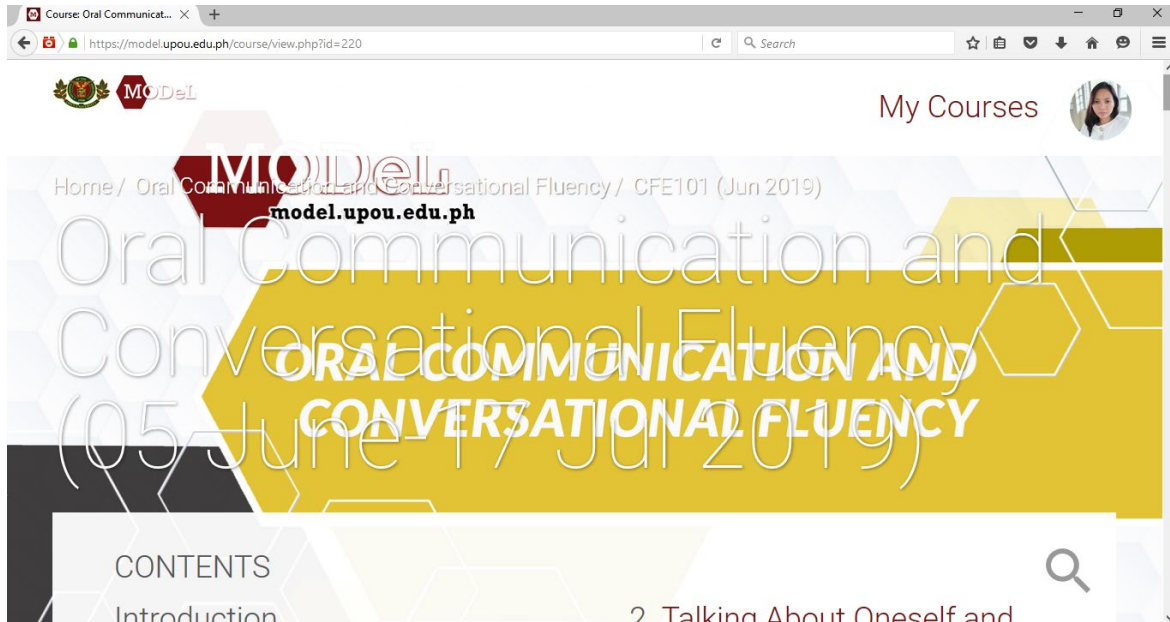 Course: Oral Communicat...
https://model.upou.edu.ph/course/view.php?id=220
Search
MODeL
My Courses
MODeL
model.upou.edu.ph
Home / Oral Communication and Conversational Fluency / CFE101 (Jun 2019)
Oral Communication and
Conversational Fluency
(05 June- 17 Jul 2019)
ORAL COMMUNICATION AND
CONVERSATIONAL FLUENCY
CONTENTS
Introduction
2 Talking About Oneself and